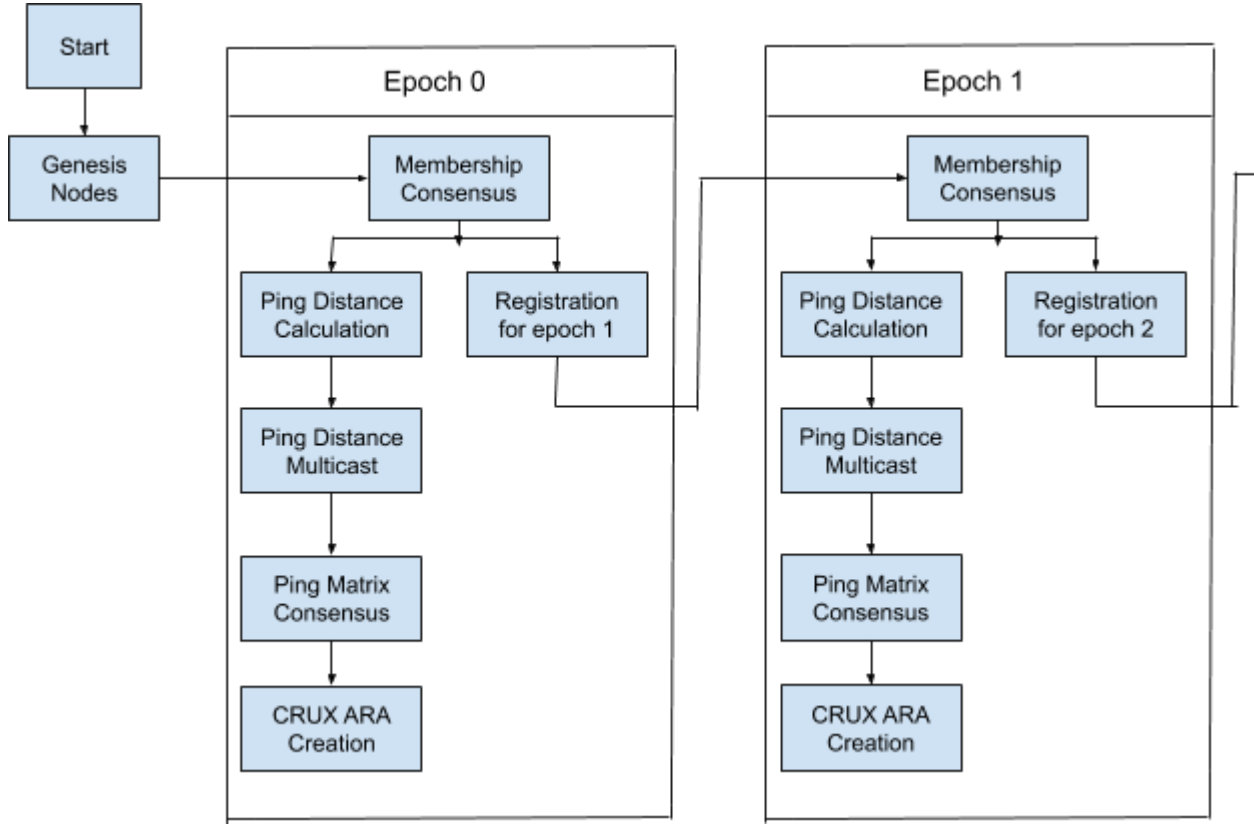 Start
Genesis
Nodes
Epoch 0
Membership
Consensus
Ping Distance
Calculation
Registration
for epoch 1
Ping Distance
Multicast
Ping Matrix
Consensus
CRUX ARA
Creation
Epoch 1
Membership
Consensus
Ping Distance
Calculation
Registration
for epoch 2
Ping Distance
Multicast
Ping Matrix
Consensus
CRUX ARA
Creation